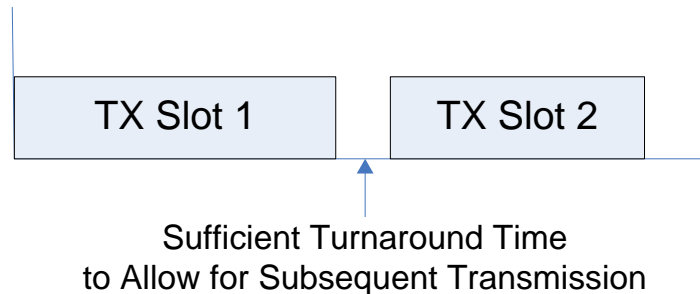 TX Slot 1
TX Slot 2
Sufficient Turnaround Time
to Allow for Subsequent Transmission